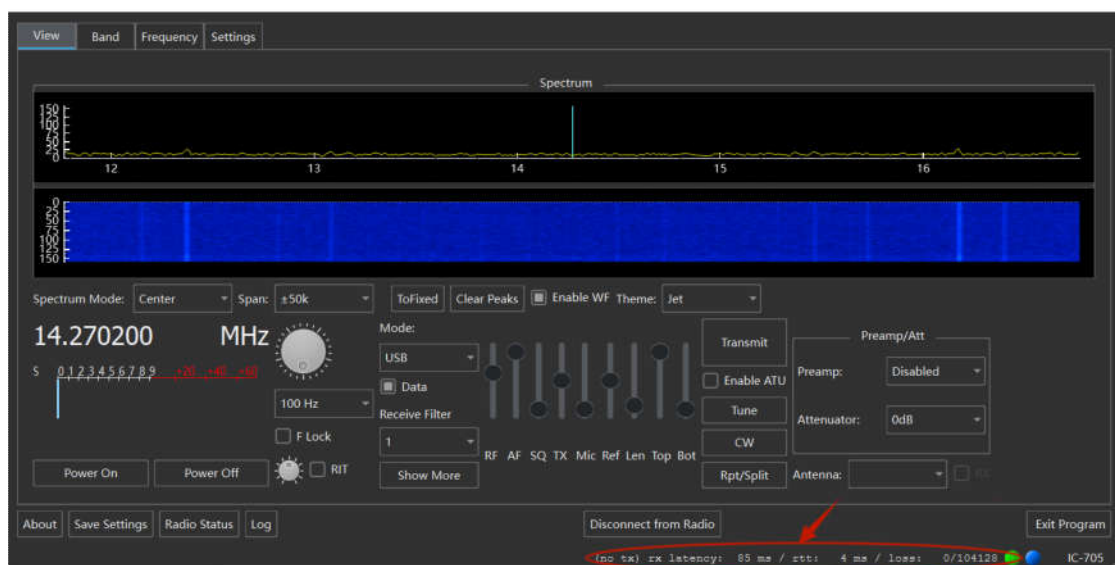 View Band Frequency Settings
Spectrum
150
125
100
75
50
25
0
12 13 14 15 16
0
25
50
75
100
125
150
Spectrum Mode: Center Span: ±50k ToFixed Clear Peaks Enable WF Theme: Jet
14.270200 MHz
S 0 1 2 3 4 5 6 7 8 9 +20 +40 +60
100 Hz
F Lock
RIT
Power On Power Off
Mode:
USB
Data
Receive Filter
1
Show More
RF AF SQ TX Mic Ref Len Top Bot
Transmit
Enable ATU
Tune
CW
Rpt/Split
Preamp/Att
Preamp: Disabled
Attenuator: 0dB
Antenna:
About Save Settings Radio Status Log Disconnect from Radio Exit Program
(no tx) rx latency: 85 ms / rtt: 4 ms / loss: 0/104128 IC-705